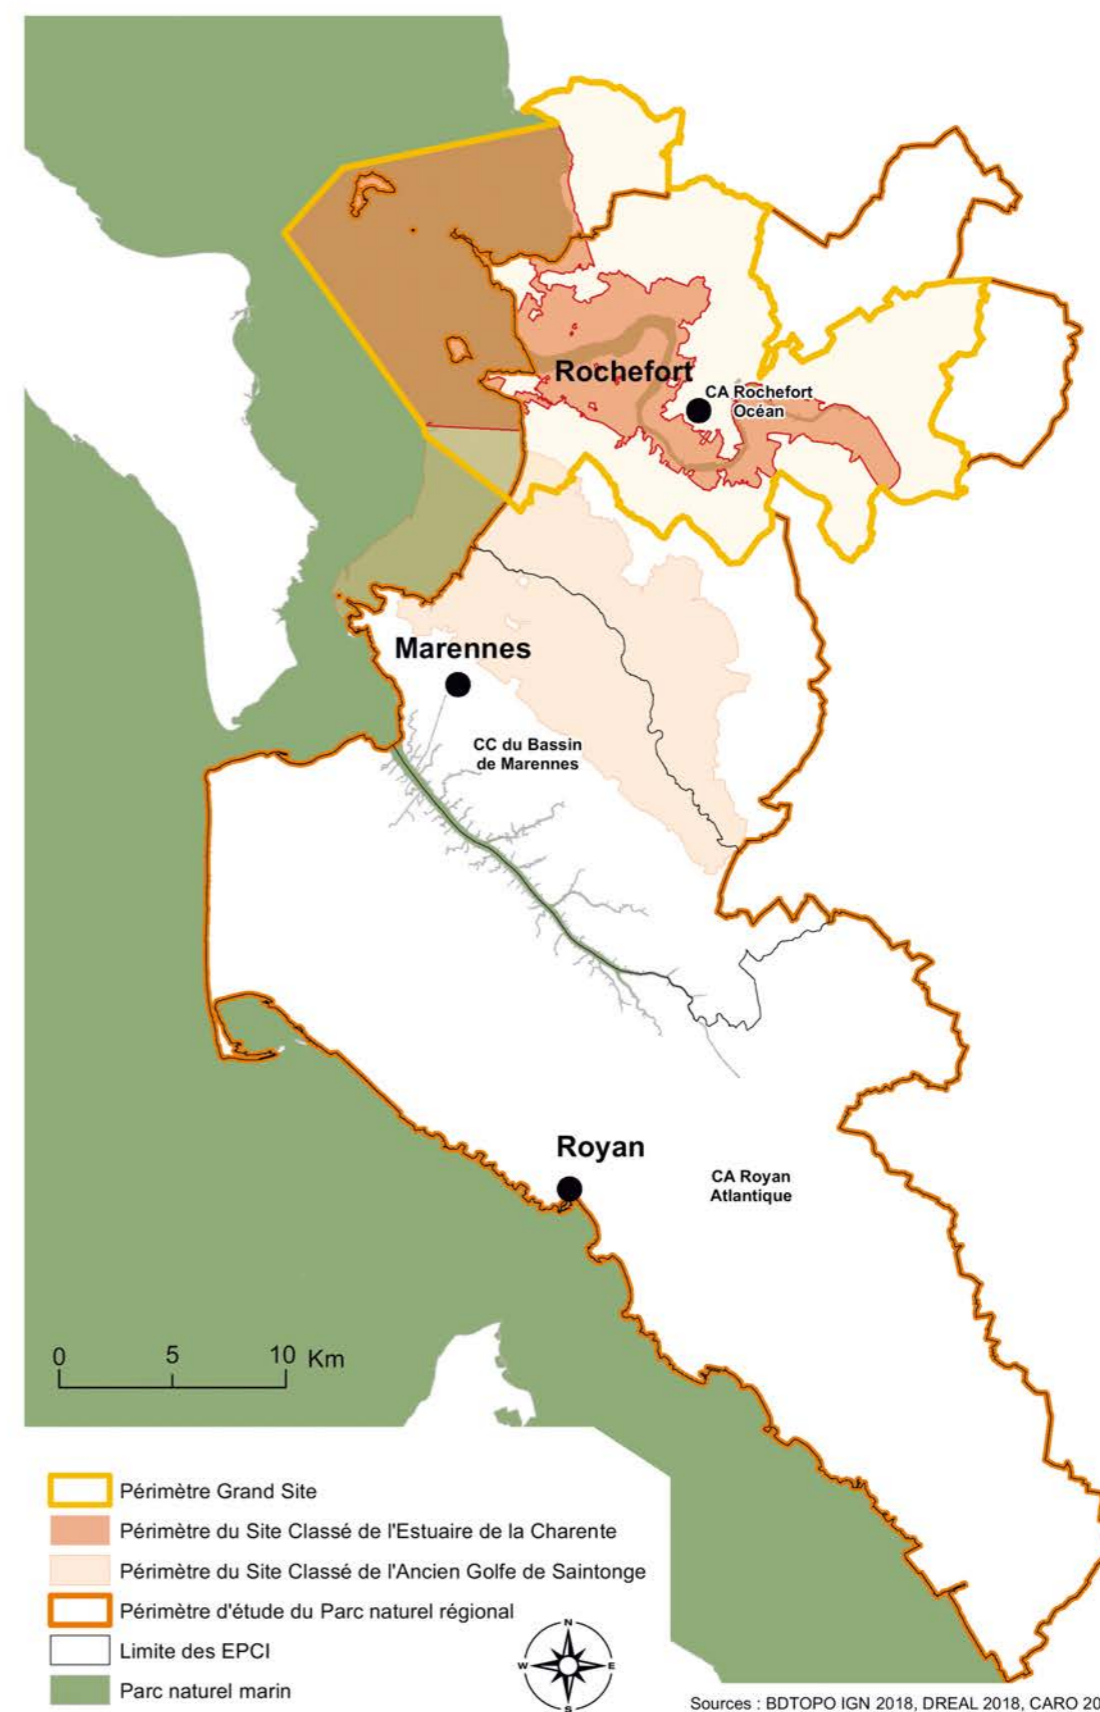 Rochefort
CA Rochefort
Océan
Marennes
CC du Bassin
de Marennes
Royan
CA Royan
Atlantique
0 5 10 Km
Périmètre Grand Site
Périmètre du Site Classé de l'Estuaire de la Charente
Périmètre du Site Classé de l'Ancien Golfe de Saintonge
Périmètre d'étude du Parc naturel régional
Limite des EPCI
Parc naturel marin
N
W E
S
Sources : BDTOPO IGN 2018, DREAL 2018, CARO 20